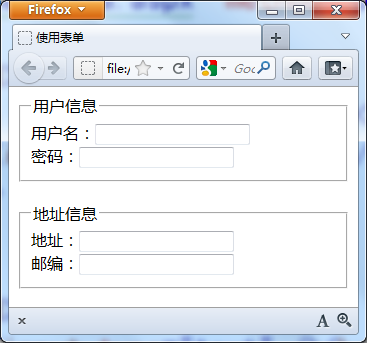 Firefox
使用表单
file:/
Goo
用户信息
用户名：
密码：
地址信息
地址：
邮编：
× A